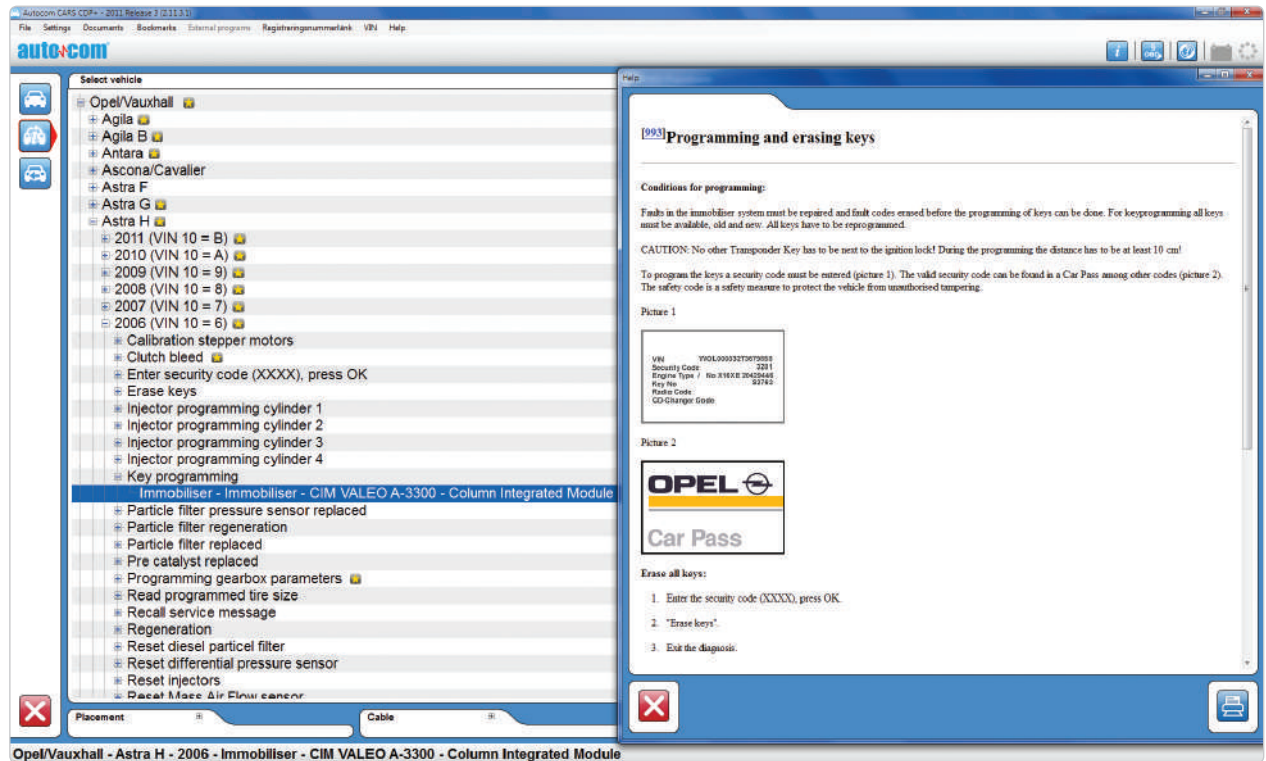 Autocom CARS CDP+ - 2011 Release 3 (2.11.3.1)
File Settings Documents Bookmarks External programs Registreringsnummerlänk VIN Help
auto com
Select vehicle
Opel/Vauxhall
Agila
Agila B
Antara
Ascona/Cavalier
Astra F
Astra G
Astra H
2011 (VIN 10 = B)
2010 (VIN 10 = A)
2009 (VIN 10 = 9)
2008 (VIN 10 = 8)
2007 (VIN 10 = 7)
2006 (VIN 10 = 6)
Calibration stepper motors
Clutch bleed
Enter security code (XXXX), press OK
Erase keys
Injector programming cylinder 1
Injector programming cylinder 2
Injector programming cylinder 3
Injector programming cylinder 4
Key programming
Immobiliser - Immobiliser - CIM VALEO A-3300 - Column Integrated Module
Particle filter pressure sensor replaced
Particle filter regeneration
Particle filter replaced
Pre catalyst replaced
Programming gearbox parameters
Read programmed tire size
Recall service message
Regeneration
Reset diesel particel filter
Reset differential pressure sensor
Reset injectors
Reset Mass Air Flow sensor
Placement
Cable
Opel/Vauxhall - Astra H - 2006 - Immobiliser - CIM VALEO A-3300 - Column Integrated Module
Help
[993]Programming and erasing keys
Conditions for programming:
Faults in the immobiliser system must be repaired and fault codes erased before the programming of keys can be done. For keyprogramming all keys
must be available, old and new. All keys have to be reprogrammed.
CAUTION: No other Transponder Key has to be next to the ignition lock! During the programming the distance has to be at least 10 cm!
To program the keys a security code must be entered (picture 1). The valid security code can be found in a Car Pass among other codes (picture 2).
The safety code is a safety measure to protect the vehicle from unauthorised tampering.
Picture 1
VIN
Security Code 3201
Engine Type / No X16XE 20429446
Key No S3762
Radio Code
CD-Changer Code
Picture 2
OPEL
Car Pass
Erase all keys:
1. Enter the security code (XXXX), press OK.
2. "Erase keys".
3. Exit the diagnosis.